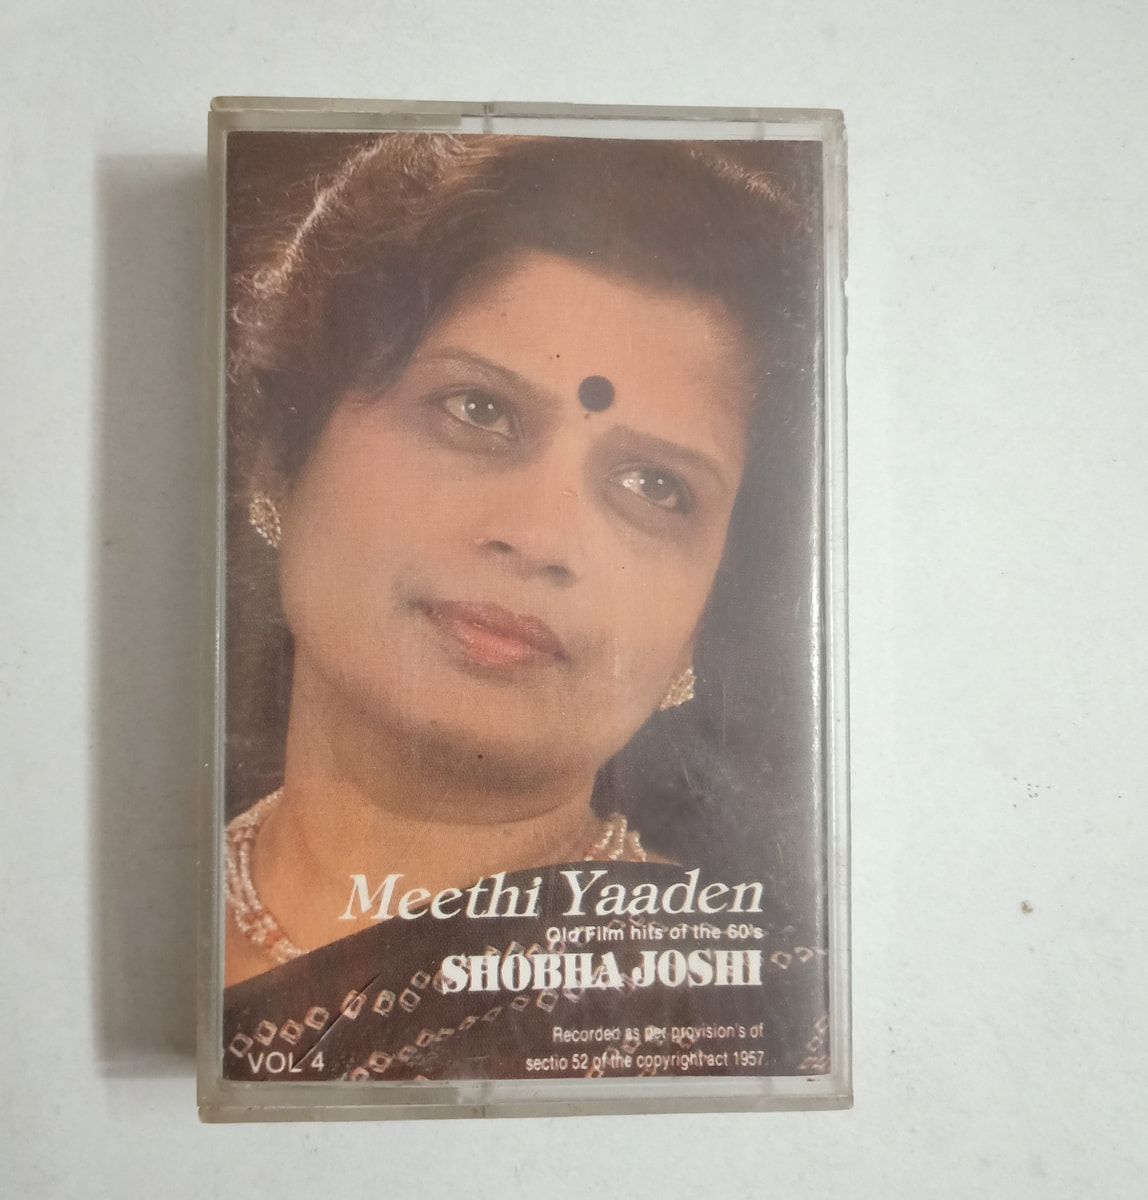 Meethi Yaaden
Old Film hits of the 60's
SHOBHA JOSHI
Recorded as per provision's of
sectio 52 of the copyright act 1957
VOL 4